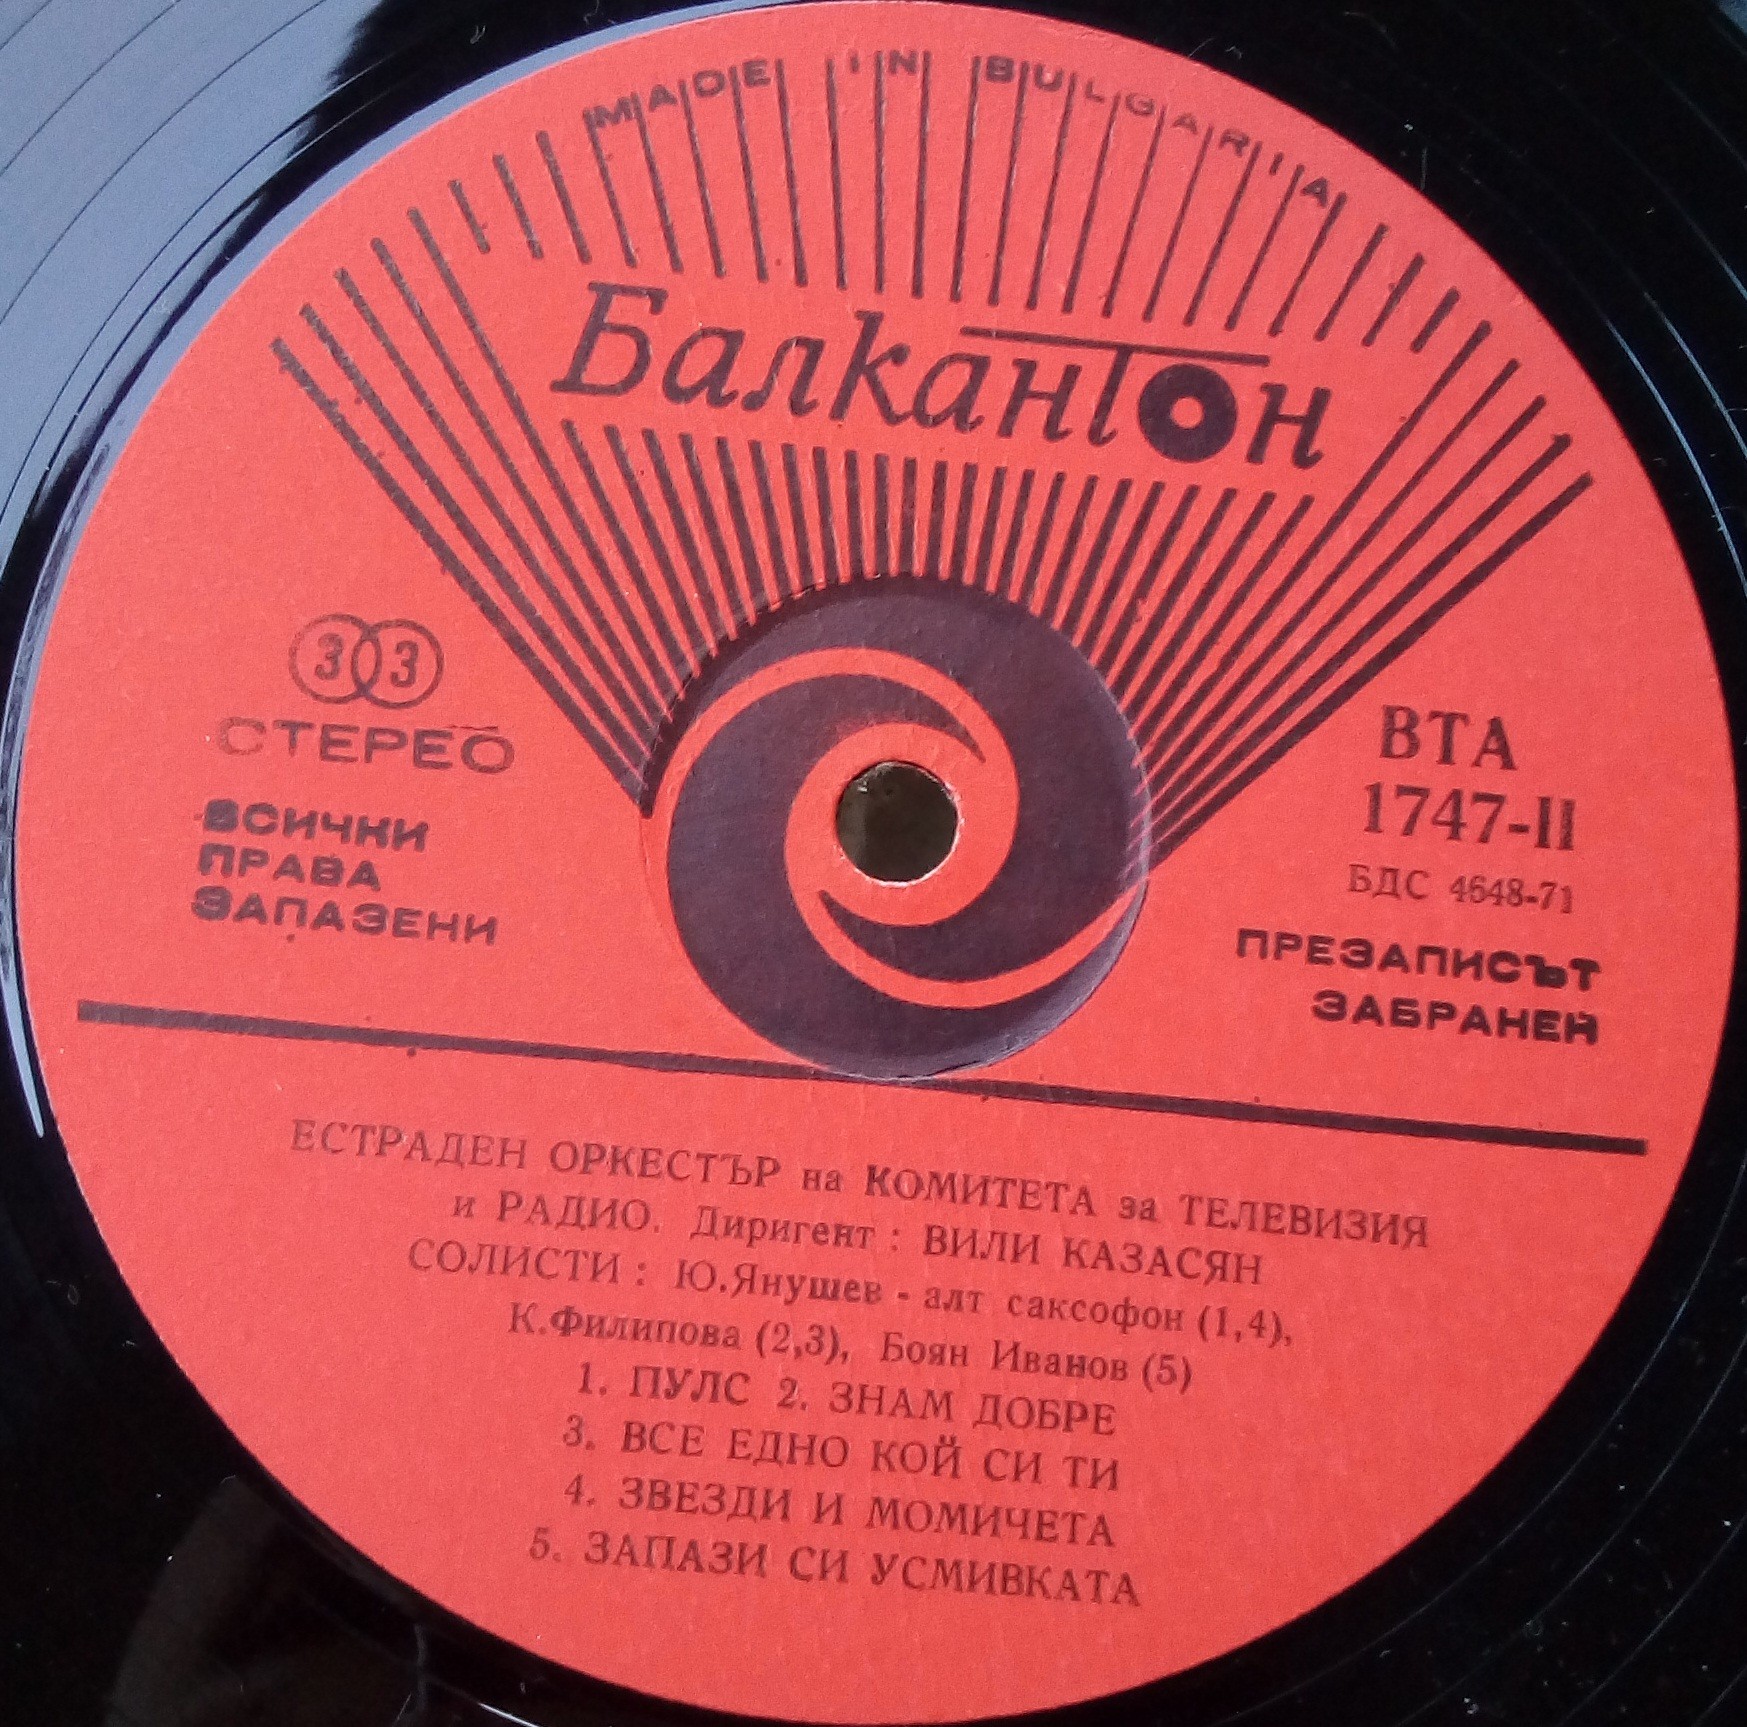 MADE IN BULGARIA
Балкантон
33
СТЕРЕО
ВСИЧКИ
ПРАВА
ЗАПАЗЕНИ
ВТА
1747-II
БДС 4648-71
ПРЕЗАПИСЪТ
ЗАБРАНЕН
ЕСТРАДЕН ОРКЕСТЪР на КОМИТЕТА за ТЕЛЕВИЗИЯ
и РАДИО. Диригент : ВИЛИ КАЗАСЯН
СОЛИСТИ : Ю.Янушев - алт саксофон (1,4),
К.Филипова (2,3), Боян Иванов (5)
1. ПУЛС 2. ЗНАМ ДОБРЕ
3. ВСЕ ЕДНО КОЙ СИ ТИ
4. ЗВЕЗДИ И МОМИЧЕТА
5. ЗАПАЗИ СИ УСМИВКАТА